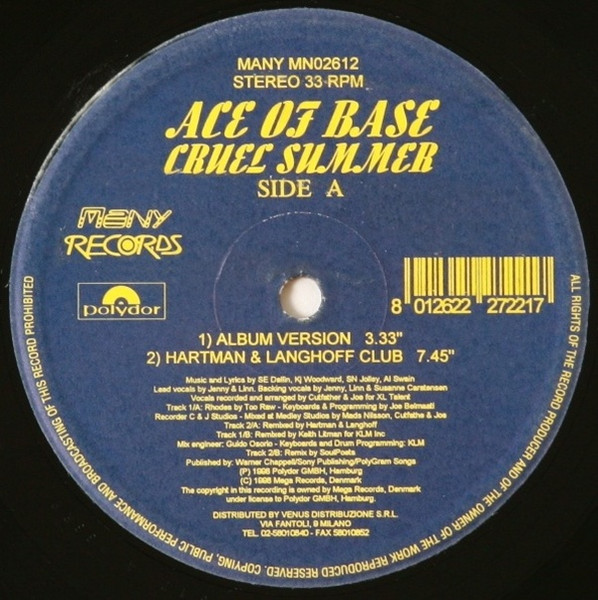 MANY MN02612
STEREO 33 RPM
ACE OF BASE
CRUEL SUMMER
SIDE A
MANY
RECORDS
polydor
8 012622 272217
1) ALBUM VERSION 3.33"
2) HARTMAN & LANGHOFF CLUB 7.45"
Music and Lyrics by SE Dallin, Kj Woodward, SN Jolley, Al Swain
Lead vocals by Jenny & Linn. Backing vocals by Jenny, Linn & Susanne Carstensen
Vocals recorded and arranged by Cutfather & Joe for XL Talent
Track 1/A: Rhodes by Too Raw - Keyboards & Programming by Joe Belmaati
Recorder C & J Studios - Mixed at Medley Studios by Mads Nilsson, Cutfathe & Joe
Track 2/A: Remixed by Hartman & Langhoff
Track 1/B: Remixed by Keith Litman for KLM Inc
Mix engineer: Guido Osorio - Keyboards and Drum Programming: KLM
Track 2/B: Remix by SoulPoets
Published by: Warner Chappell/Sony Publishing/PolyGram Songs
(P) 1998 Polydor GMBH, Hamburg
(C) 1998 Mega Records, Denmark
The copyright in this recording is owned by Mega Records, Denmark
under license to Polydor GMBH, Hamburg.
DISTRIBUTED BY VENUS DISTRIBUZIONE S.R.L.
VIA FANTOLI, 9 MILANO
TEL. 02-58010840 - FAX 58010852
ALL RIGHTS OF THE RECORD PRODUCER AND OF THE OWNER OF THE WORK REPRODUCED RESERVED. COPYING, PUBLIC PERFORMANCE AND BROADCASTING OF THIS RECORD PROHIBITED